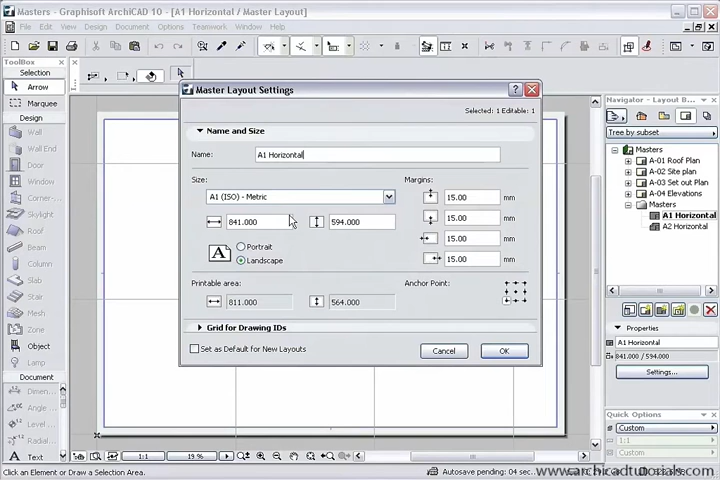 Masters - Graphisoft ArchiCAD 10 - [A1 Horizontal / Master Layout]
File Edit View Design Document Options Teamwork Window Help
ToolBox
Selection
Arrow
Marquee
Design
Wall
Door
Window
Corner-...
Skylight
Roof
Beam
Column
Slab
Stair
Mesh
Zone
Lamp
Object
Document
Dimen...
Angle ...
Level ...
Radial...
Text
Master Layout Settings
Selected: 1 Editable: 1
Name and Size
Name: A1 Horizontal
Size: Margins:
A1 (ISO) - Metric 15.00 mm
841.000 594.000 15.00 mm
Portrait 15.00 mm
Landscape 15.00 mm
Printable area: Anchor Point:
811.000 564.000
Grid for Drawing IDs
Set as Default for New Layouts
Cancel OK
Navigator - Layout B...
Tree by subset
Masters
A-01 Roof Plan
A-02 Site plan
A-03 Set out Plan
A-04 Elevations
Masters
A1 Horizontal
A2 Horizontal
Properties
A1 Horizontal
841.000 / 594.000
Settings...
Quick Options
Custom
1:1
Custom
1:1 19 %
Click an Element or Draw a Selection Area.
Autosave pending: 04 sec.
www.archicadtutorials.com